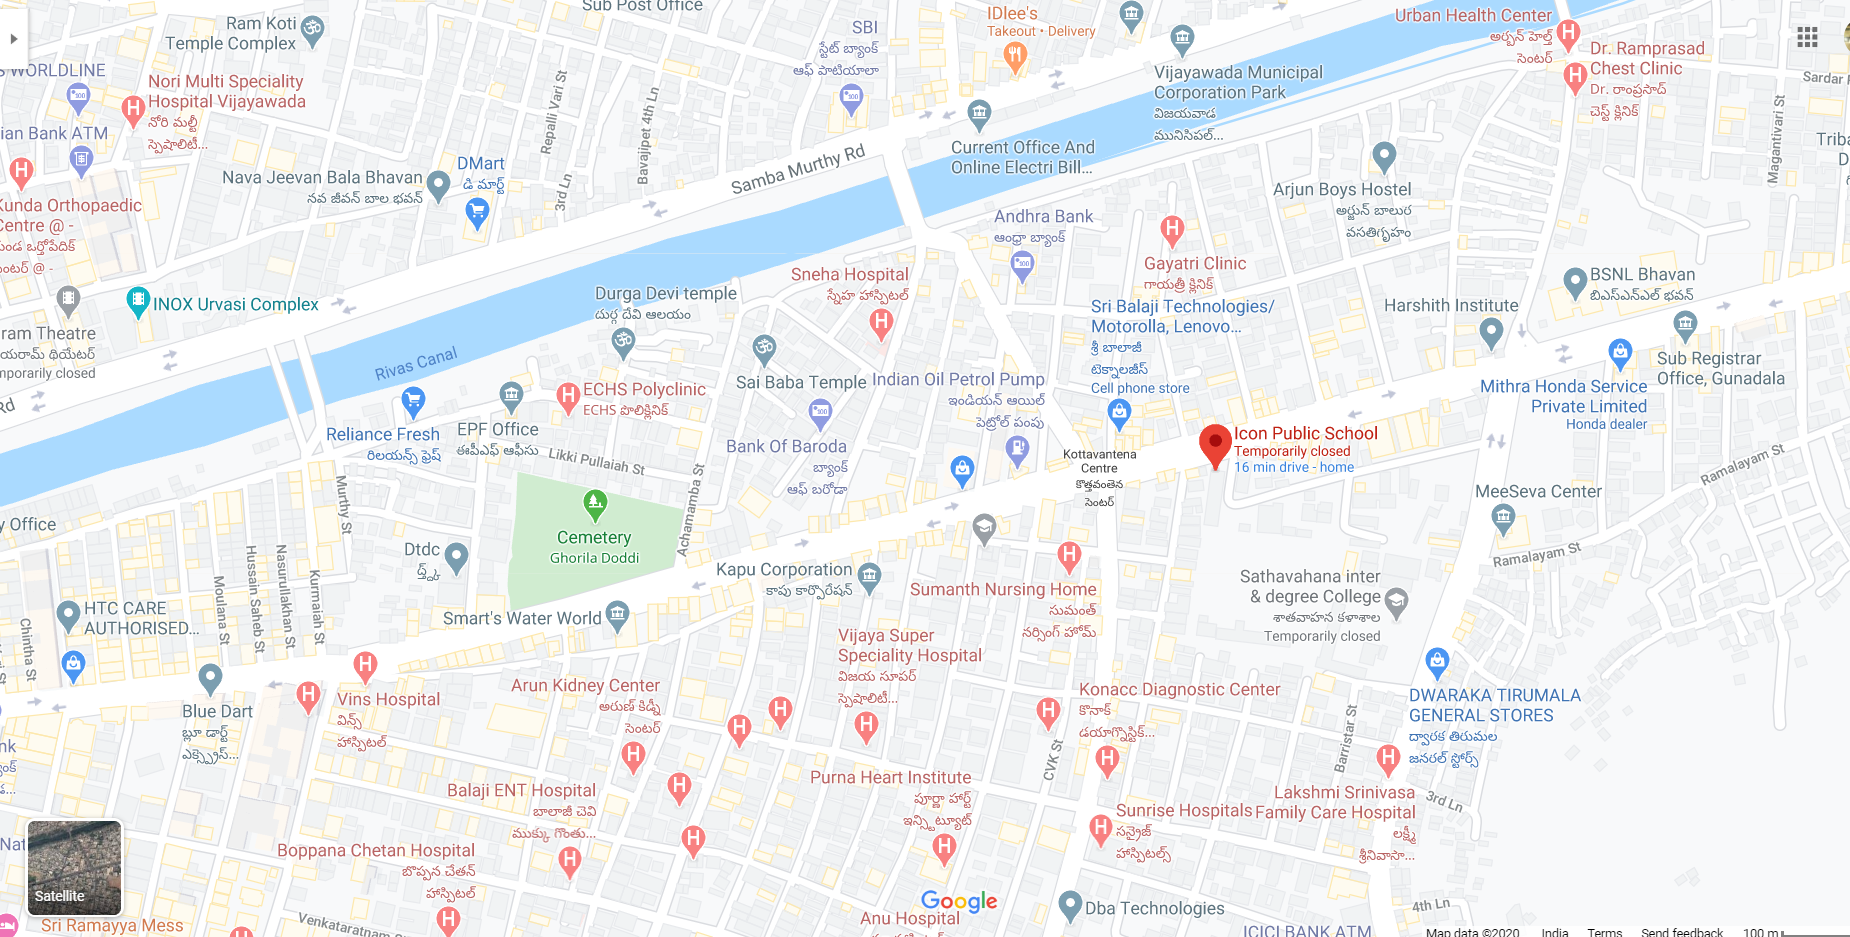 Sub Post Office
Ram Koti
Temple Complex
SBI
స్టేట్ బ్యాంక్
ఆఫ్ పాటియాలా
IDlee's
Takeout • Delivery
Urban Health Center
అర్బన్ హెల్త్
సెంటర్
Dr. Ramprasad
Chest Clinic
Dr. రాంప్రసాద్
చెస్ట్ క్లినిక్
WORLDLINE
Nori Multi Speciality
Hospital Vijayawada
నోరి మల్టీ
స్పెషాలిటీ...
Vijayawada Municipal
Corporation Park
విజయవాడ
మునిసిపల్...
Sardar
ian Bank ATM
Repalli Vari St
Bavajipet 4th Ln
3rd Ln
Samba Murthy Rd
Current Office And
Online Electri Bill...
Magantivari St
DMart
డి మార్ట్
Nava Jeevan Bala Bhavan
నవ జీవన్ బాల భవన్
Arjun Boys Hostel
అర్జున్ బాలుర
వసతిగృహం
Kunda Orthopaedic
Centre @ -
Andhra Bank
ఆంధ్రా బ్యాంక్
Gayatri Clinic
గాయత్రీ క్లినిక్
Sneha Hospital
స్నేహ హాస్పిటల్
BSNL Bhavan
బిఎస్ఎన్ఎల్ భవన్
INOX Urvasi Complex
Durga Devi temple
దుర్గ దేవి ఆలయం
Sri Balaji Technologies/
Motorolla, Lenovo...
శ్రీ బాలాజీ
టెక్నాలజీస్
Cell phone store
Harshith Institute
ram Theatre
యరామ్ థియేటర్
mporarily closed
Rivas Canal
Sub Registrar
Office, Gunadala
Rd
ECHS Polyclinic
ECHS పాలిక్లినిక్
Sai Baba Temple
Indian Oil Petrol Pump
ఇండియన్ ఆయిల్
పెట్రోల్ పంపు
Mithra Honda Service
Private Limited
Honda dealer
Reliance Fresh
రిలయన్స్ ఫ్రెష్
EPF Office
ఈపీఎఫ్ ఆఫీసు
Likki Pullaiah St
Bank Of Baroda
బ్యాంక్
ఆఫ్ బరోడా
Kottavantena
Centre
కొత్తవంతెన
సెంటర్
Icon Public School
Temporarily closed
16 min drive - home
Ramalayam St
Murthy St
Achamamba St
MeeSeva Center
y Office
Cemetery
Ghorila Doddi
Ramalayam St
Dtdc
Kapu Corporation
కాపు కార్పొరేషన్
Sumanth Nursing Home
సుమంత్
నర్సింగ్ హోమ్
Sathavahana inter
& degree College
శాతవాహన కళాశాల
Temporarily closed
HTC CARE
AUTHORISED...
Moulana St
Hussain Saheb St
Nasurullakhan St
Kurmaiah St
Chintha St
Smart's Water World
Vijaya Super
Speciality Hospital
విజయ సూపర్
స్పెషాలిటీ...
Vins Hospital
విన్స్
హాస్పిటల్
Blue Dart
బ్లూ డార్ట్
ఎక్స్ప్రెస్...
Arun Kidney Center
అరుణ్ కిడ్నీ
సెంటర్
Konacc Diagnostic Center
కొనాక్
డయాగ్నొస్టిక్...
DWARAKA TIRUMALA
GENERAL STORES
ద్వారక తిరుమల
జనరల్ స్టోర్స్
Barristar St
CVK St
Purna Heart Institute
పూర్ణా హార్ట్
ఇన్స్టిట్యూట్
Balaji ENT Hospital
బాలాజీ చెవి
ముక్కు గొంతు...
Sunrise Hospitals
సన్రైజ్
హాస్పిటల్స్
Lakshmi Srinivasa
Family Care Hospital
లక్ష్మీ
శ్రీనివాసా...
3rd Ln
Boppana Chetan Hospital
బొప్పన చేతన్
హాస్పిటల్
Satellite
Sri Ramayya Mess
Venkataratnam
Google
Anu Hospital
Dba Technologies
4th Ln
ICICI BANK ATM
Map data ©2020 India Terms Send feedback 100 m